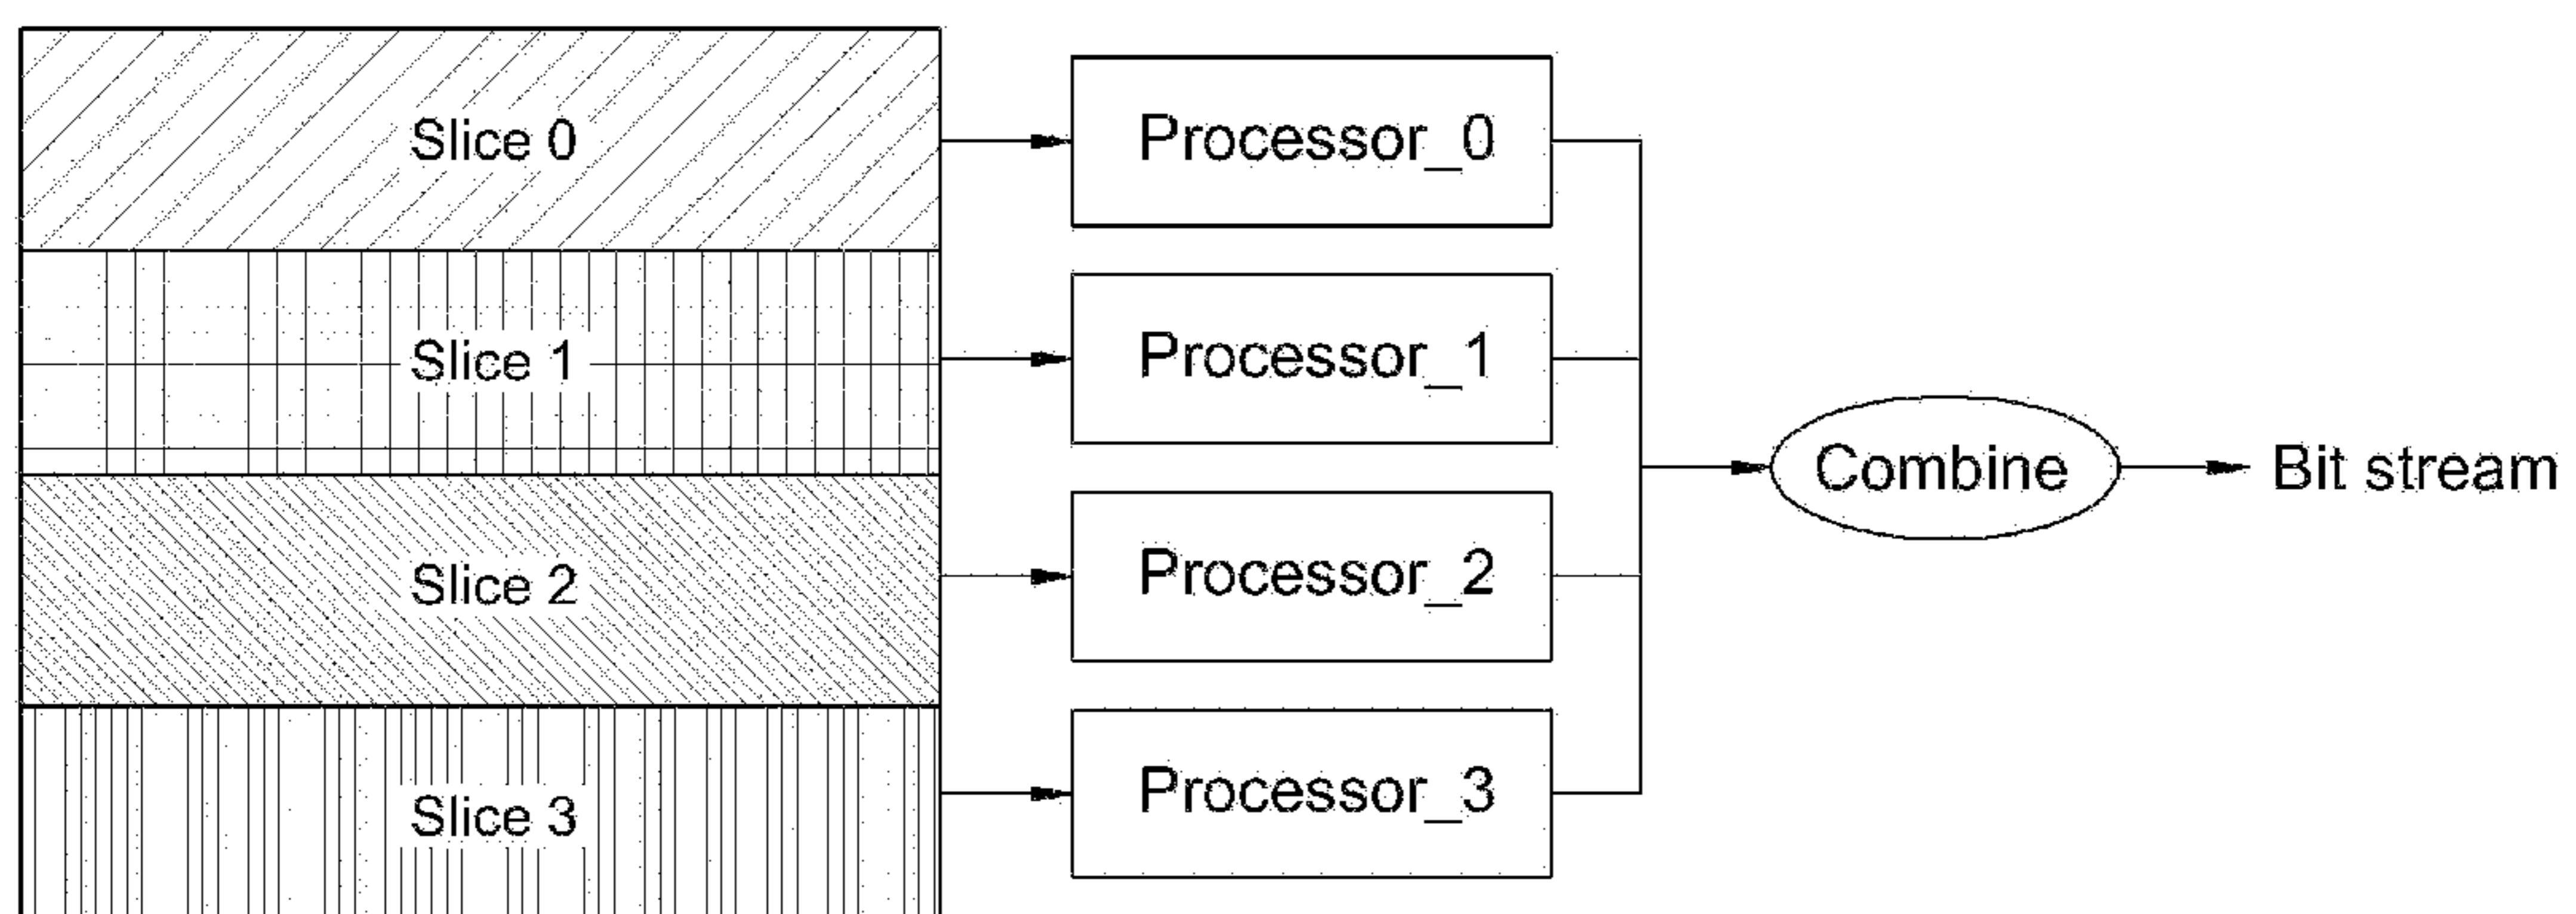 Slice 0
Processor_0
Slice 1
Processor_1
Combine
Bit stream
Slice 2
Processor_2
Slice 3
Processor_3